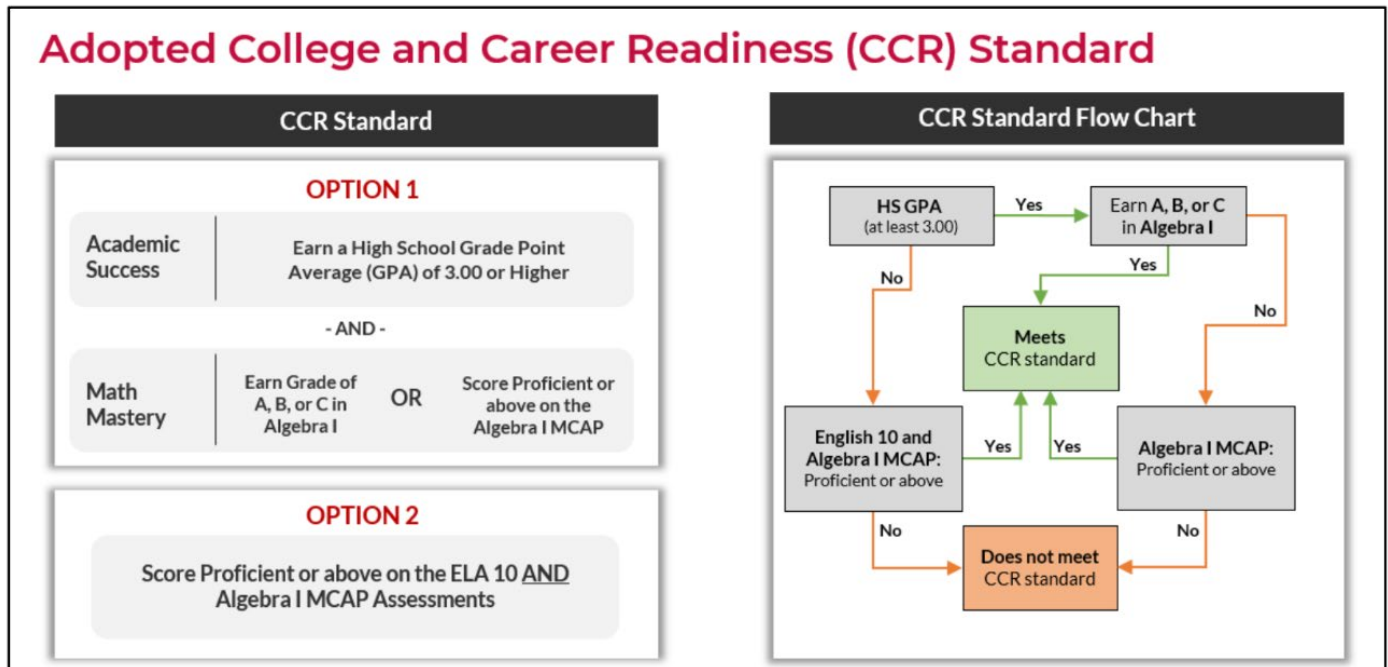 Adopted College and Career Readiness (CCR) Standard
CCR Standard
OPTION 1
Academic
Success
Earn a High School Grade Point
Average (GPA) of 3.00 or Higher
- AND -
Math
Mastery
Earn Grade of
A, B, or C in
Algebra I
OR
Score Proficient or
above on the
Algebra I MCAP
OPTION 2
Score Proficient or above on the ELA 10 AND
Algebra I MCAP Assessments
CCR Standard Flow Chart
HS GPA
(at least 3.00)
Yes
Earn A, B, or C
in Algebra I
Yes
No
No
Meets
CCR standard
English 10 and
Algebra I MCAP:
Proficient or above
Yes
Yes
Algebra I MCAP:
Proficient or above
No
No
Does not meet
CCR standard